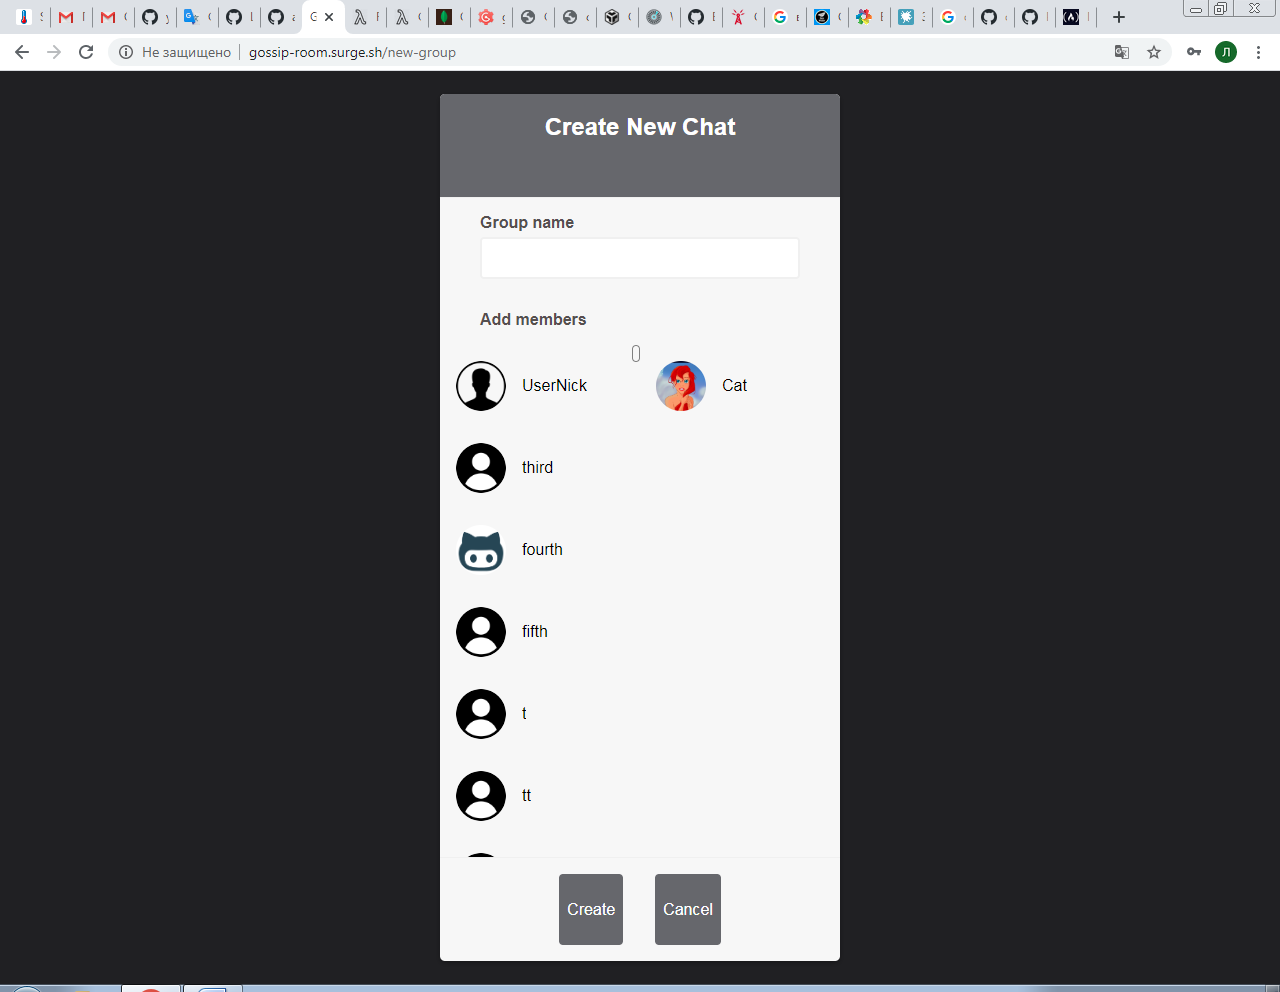 Не защищено
gossip-room.surge.sh/new-group
Л
Create New Chat
Group name
Add members
UserNick
Cat
third
fourth
fifth
t
tt
Create
Cancel